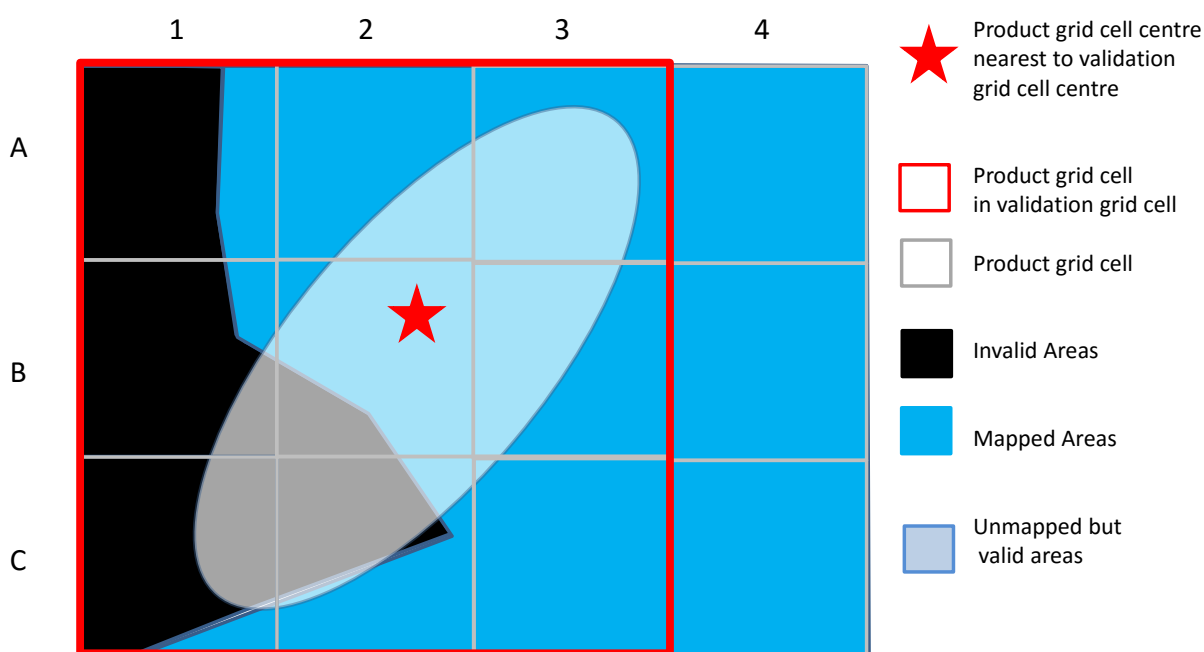 1 2 3 4
A
B
C
Product grid cell centre
nearest to validation
grid cell centre
Product grid cell
in validation grid cell
Product grid cell
Invalid Areas
Mapped Areas
Unmapped but
valid areas